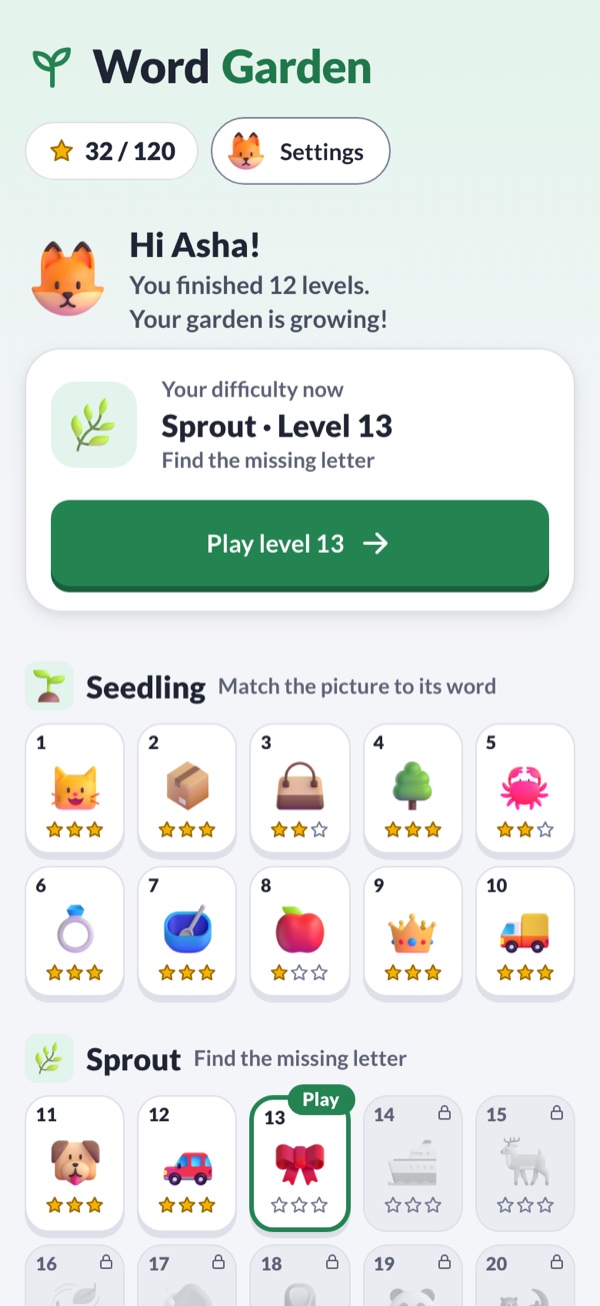 Word Garden
32 / 120
Settings
Hi Asha!
You finished 12 levels.
Your garden is growing!
Your difficulty now
Sprout · Level 13
Find the missing letter
Play level 13 →
Seedling Match the picture to its word
1 2 3 4 5
6 7 8 9 10
Sprout Find the missing letter
Play
11 12 13 14 15
16 17 18 19 20